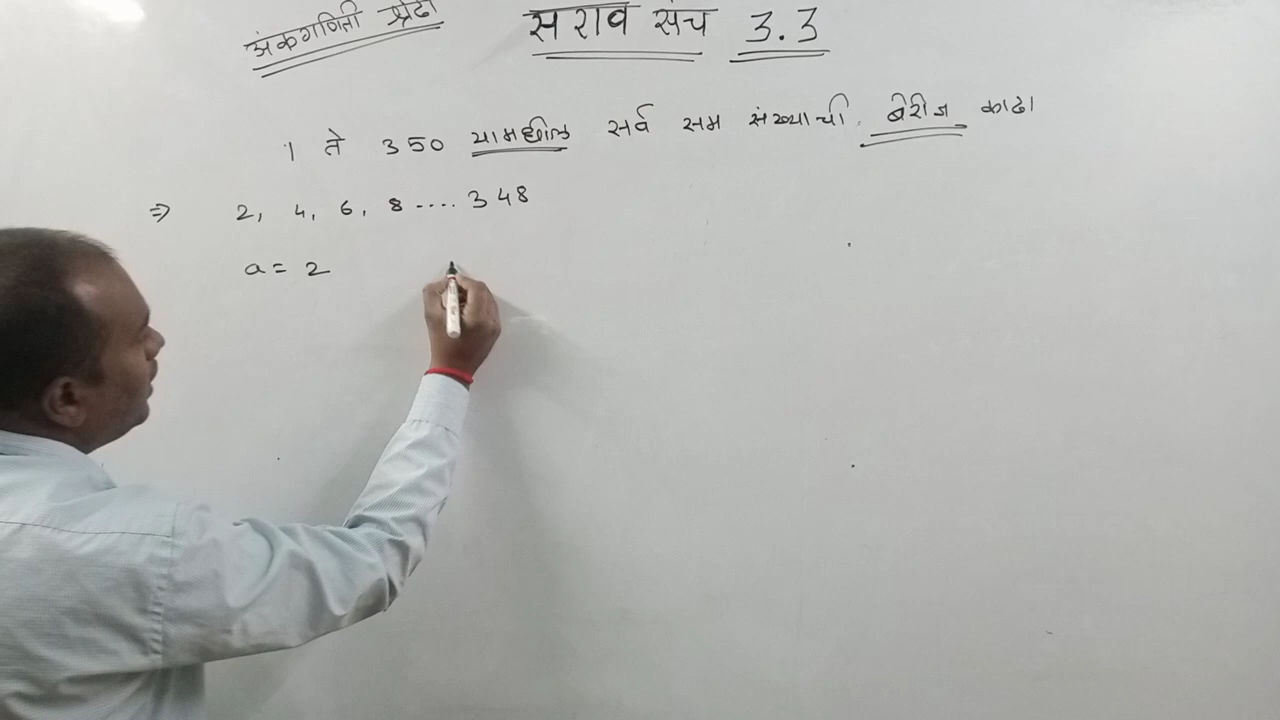 अंकगणिती श्रेढी
सराव संच 3.3
1 ते 350 यामधील सर्व सम संख्याची बेरीज काढा
⇒ 2, 4, 6, 8 .... 348
a = 2